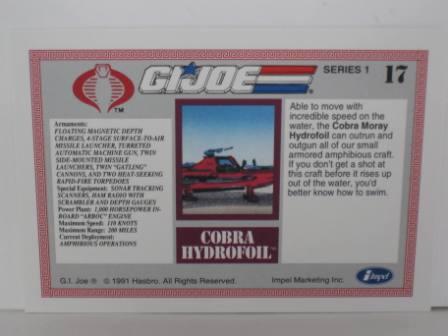 GI JOE
SERIES 1
17
TM
Armaments:
FLOATING MAGNETIC DEPTH
CHARGES, 4-STAGE SURFACE-TO-AIR
MISSILE LAUNCHER, TURRETED
AUTOMATIC MACHINE GUN, TWIN
SIDE-MOUNTED MISSILE
LAUNCHERS, TWIN "GATLING"
CANNONS, AND TWO HEAT-SEEKING
RAPID-FIRE TORPEDOES
Special Equipment: SONAR TRACKING
SCANNERS, HAM RADIO WITH
SCRAMBLER AND DEPTH GAUGES
Power Plant: 1,000 HORSEPOWER IN-
BOARD "ARBOC" ENGINE
Maximum Speed: 110 KNOTS
Maximum Range: 200 MILES
Current Deployment:
AMPHIBIOUS OPERATIONS
COBRA
HYDROFOIL™
Able to move with
incredible speed on the
water, the Cobra Moray
Hydrofoil can outrun and
outgun all of our small
armored amphibious craft.
If you don't get a shot at
this craft before it rises up
out of the water, you'd
better know how to swim.
G.I. Joe ® © 1991 Hasbro. All Rights Reserved.
Impel Marketing Inc.
impel